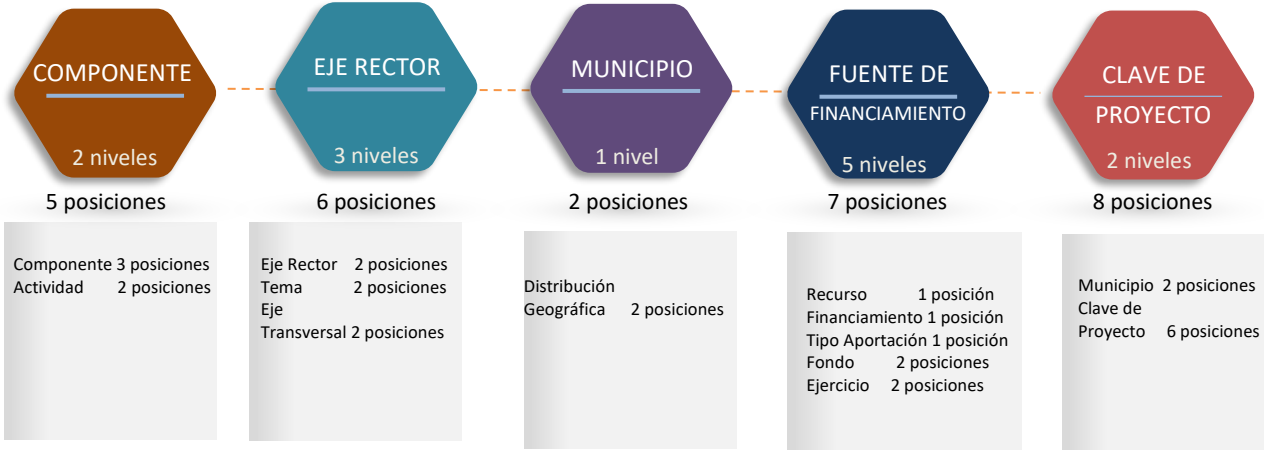 COMPONENTE
2 niveles
5 posiciones
Componente 3 posiciones
Actividad 2 posiciones
EJE RECTOR
3 niveles
6 posiciones
Eje Rector 2 posiciones
Tema 2 posiciones
Eje
Transversal 2 posiciones
MUNICIPIO
1 nivel
2 posiciones
Distribución
Geográfica 2 posiciones
FUENTE DE
FINANCIAMIENTO
5 niveles
7 posiciones
Recurso 1 posición
Financiamiento 1 posición
Tipo Aportación 1 posición
Fondo 2 posiciones
Ejercicio 2 posiciones
CLAVE DE
PROYECTO
2 niveles
8 posiciones
Municipio 2 posiciones
Clave de
Proyecto 6 posiciones